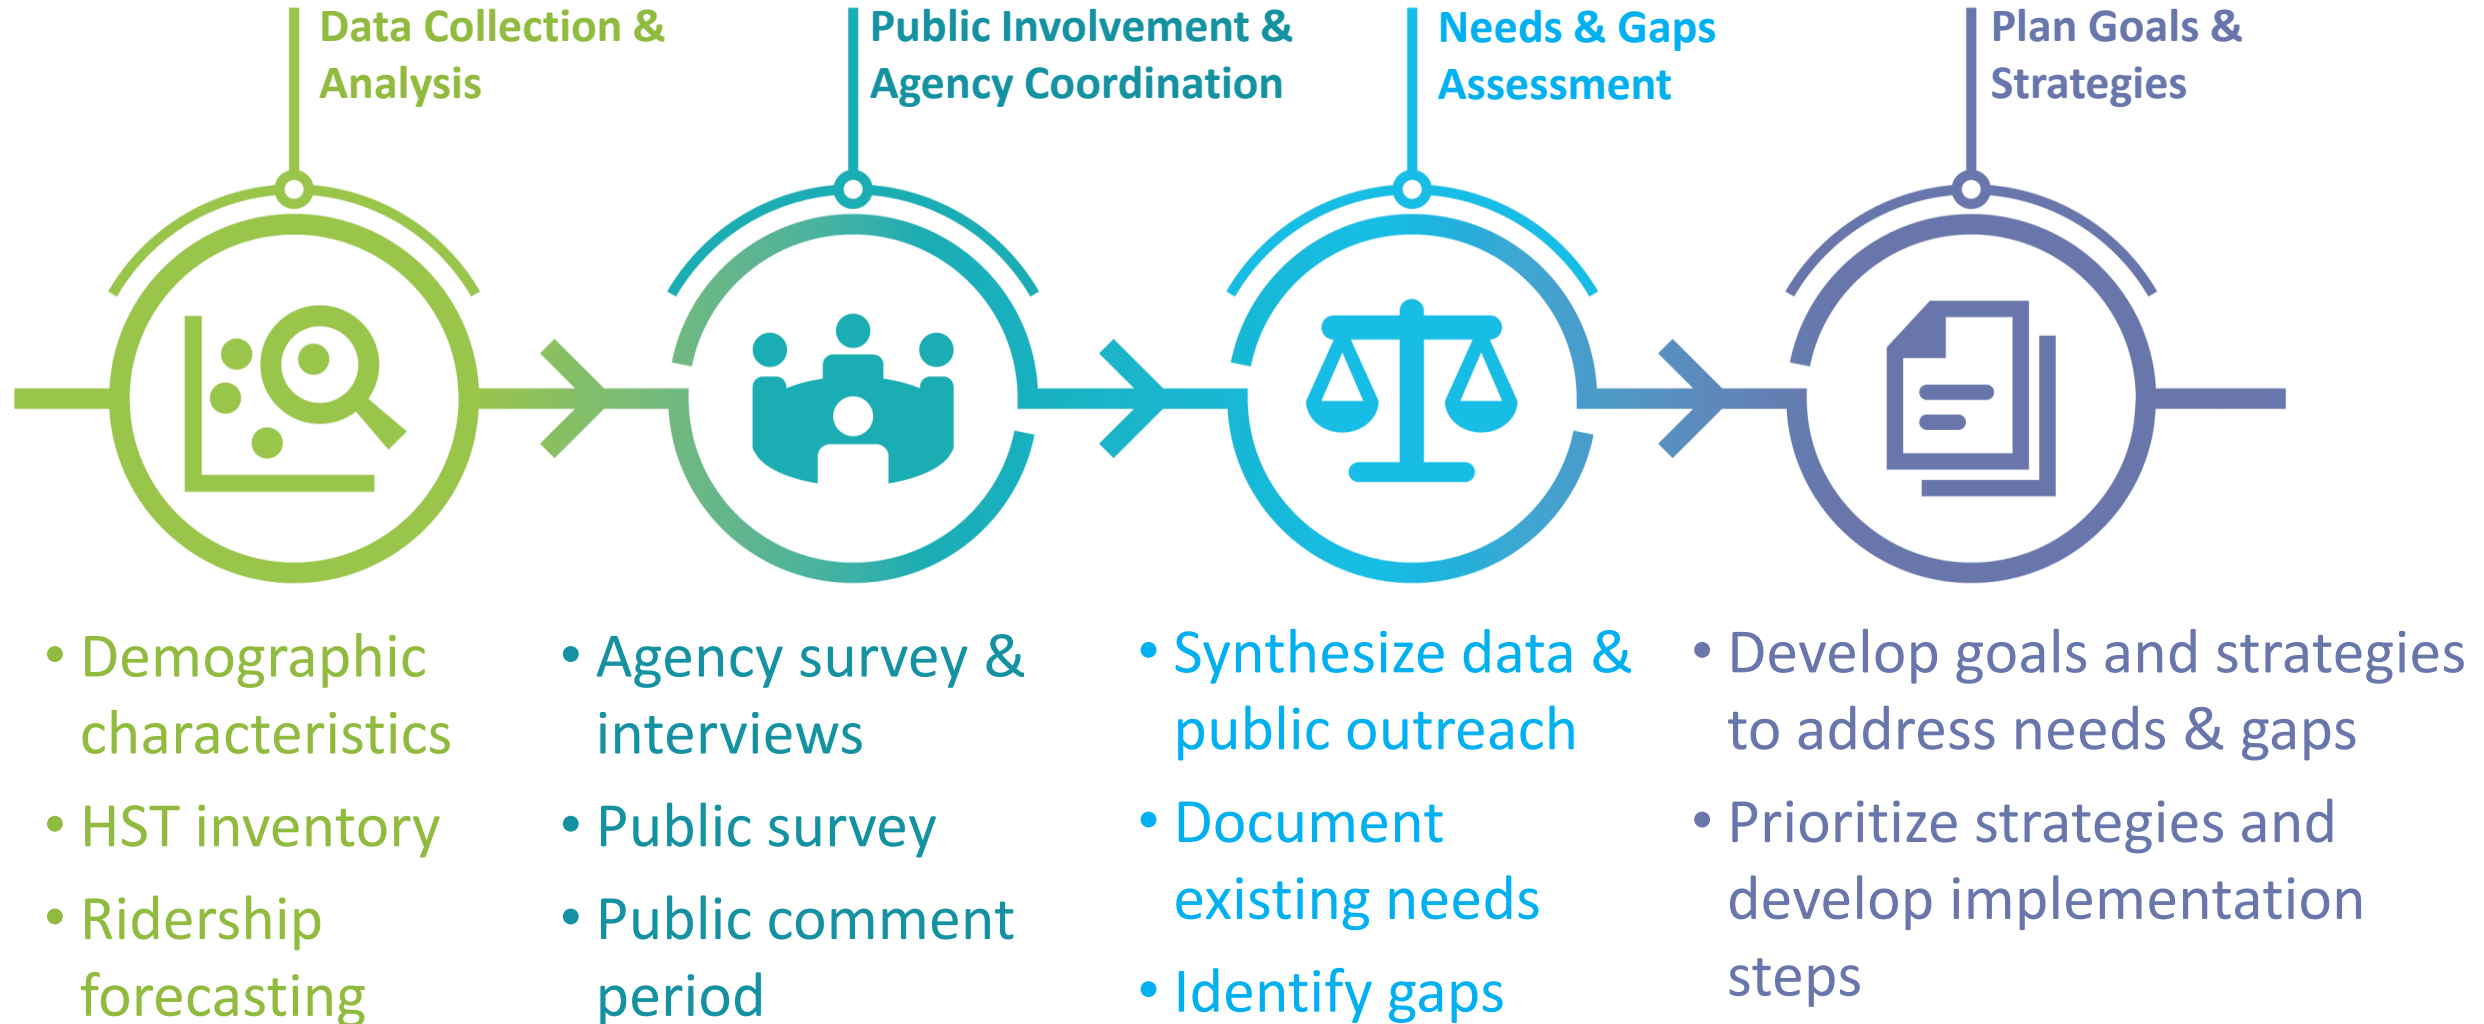 Data Collection &
Analysis
Public Involvement &
Agency Coordination
Needs & Gaps
Assessment
Plan Goals &
Strategies
• Demographic
characteristics
• HST inventory
• Ridership
forecasting
• Agency survey &
interviews
• Public survey
• Public comment
period
• Synthesize data &
public outreach
• Document
existing needs
• Identify gaps
• Develop goals and strategies
to address needs & gaps
• Prioritize strategies and
develop implementation
steps